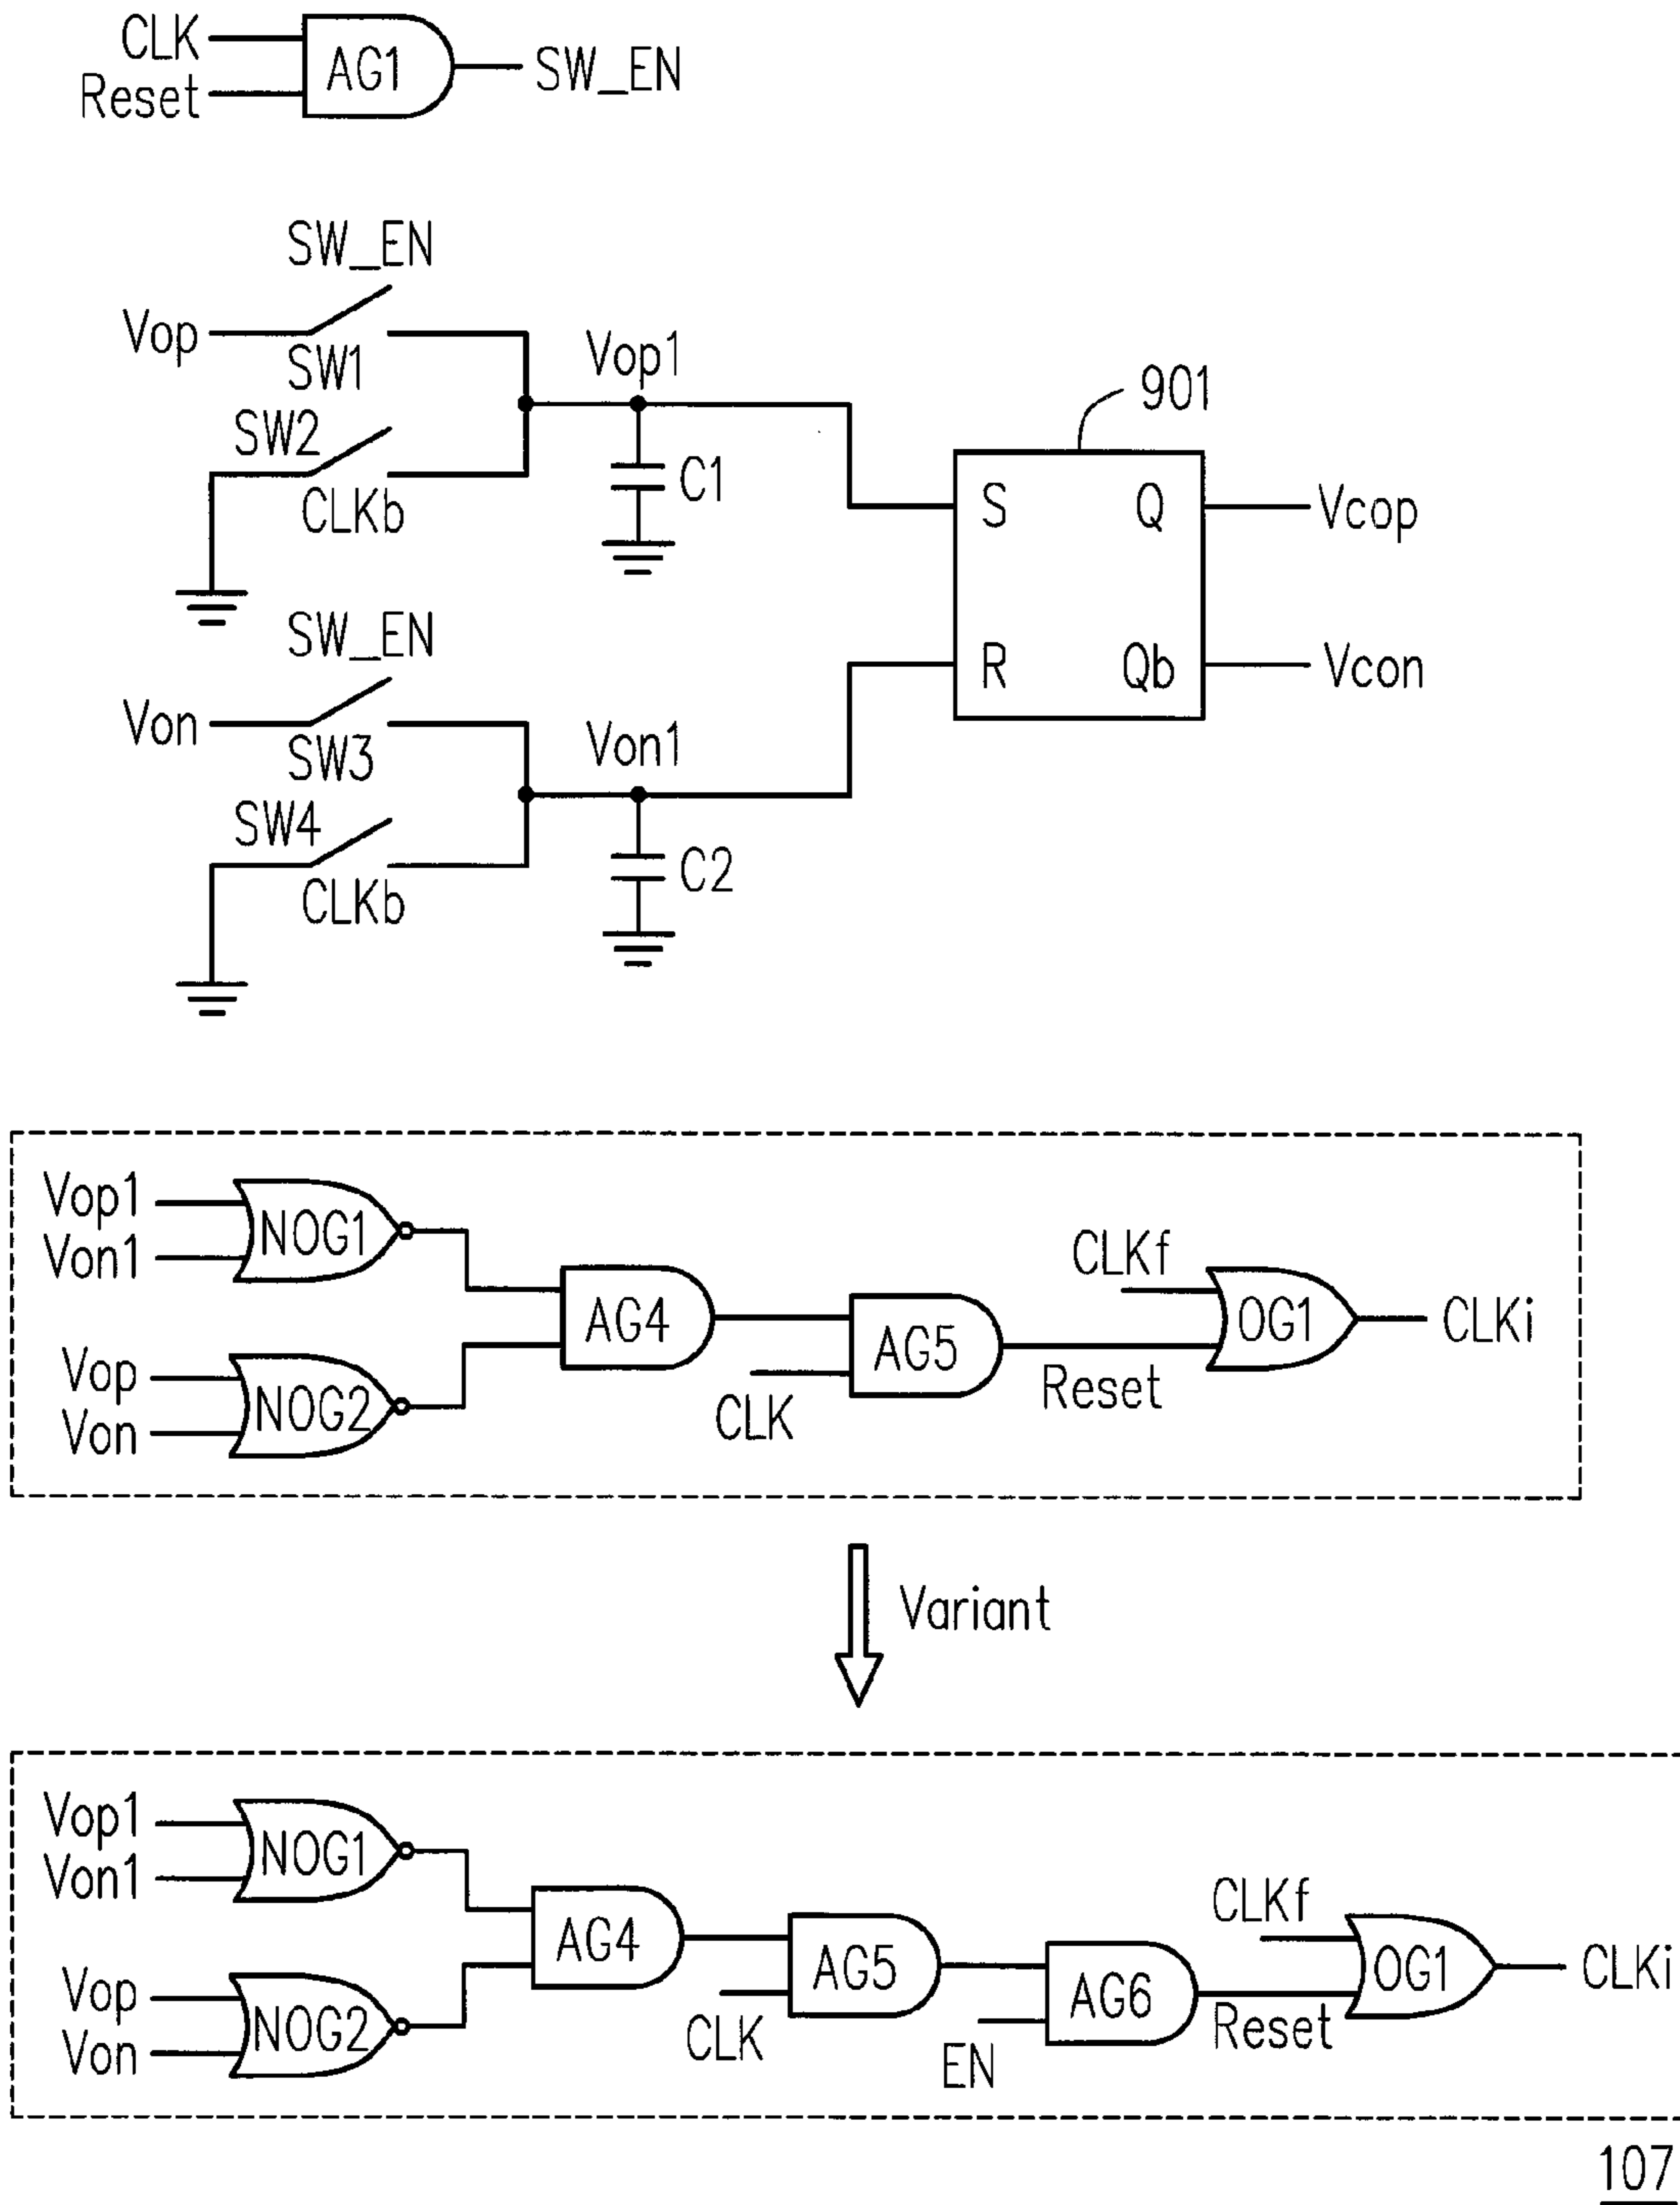 CLK
Reset
AG1
SW_EN
SW_EN
Vop
SW1
Vop1
901
SW2
CLKb
C1
S
Q
Vcop
SW_EN
R
Qb
Vcon
Von
SW3
Von1
SW4
CLKb
C2
Vop1
Von1
NOG1
Vop
Von
NOG2
AG4
CLK
AG5
CLKf
Reset
OG1
CLKi
Variant
Vop1
Von1
NOG1
Vop
Von
NOG2
AG4
CLK
AG5
EN
AG6
CLKf
Reset
OG1
CLKi
107